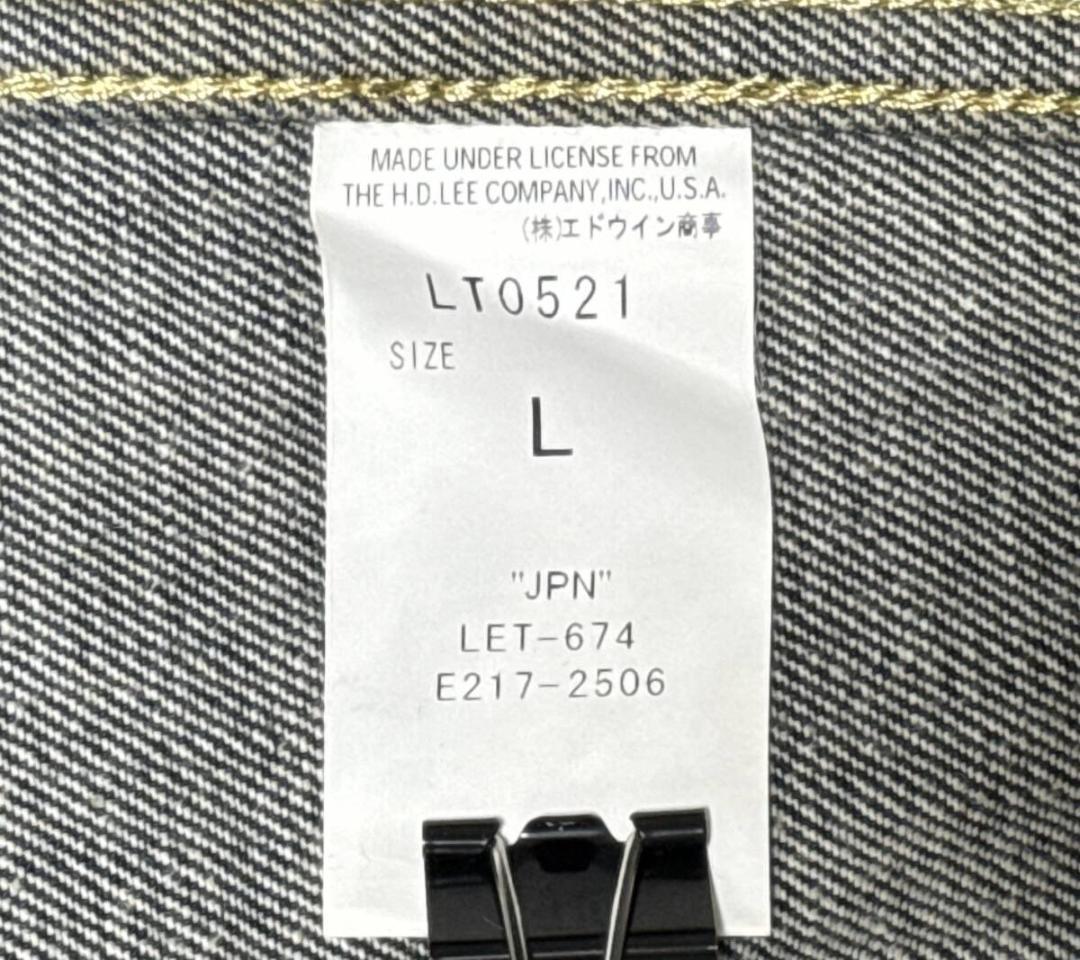 MADE UNDER LICENSE FROM
THE H.D.LEE COMPANY,INC.,U.S.A.
(株)エドウイン商事
LT0521
SIZE
L
"JPN"
LET-674
E217-2506